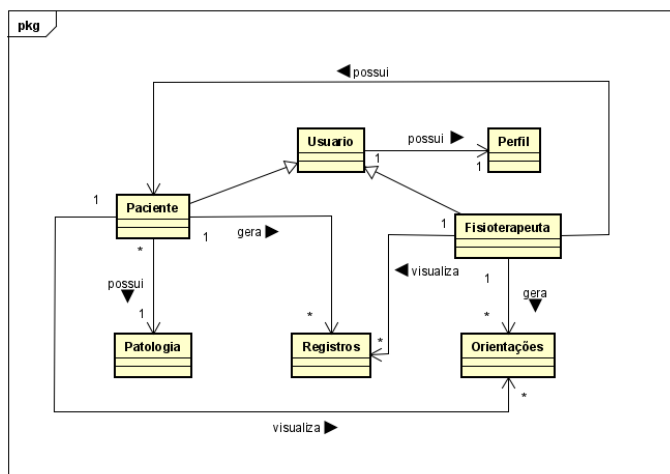 pkg
possui
Usuario
possui
Perfil
1
1
1
Paciente
1
gera
1
Fisioterapeuta
*
possui
visualiza
1
gera
1
*
*
*
Patologia
Registros
Orientações
*
visualiza